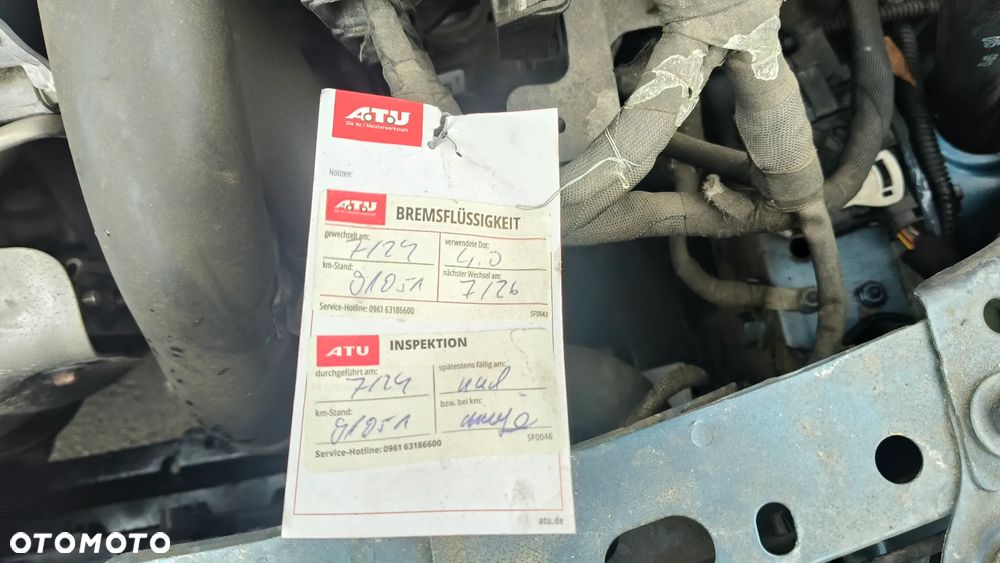 A.T.U
Die Nr.1 Meisterwerkstatt
Notizen:
A.T.U BREMSFLÜSSIGKEIT
gewechselt am: verwendete Dot:
7/24 4.0
km-Stand: nächster Wechsel am:
91051 7/26
Service-Hotline: 0961 63186600 SF0043
ATU INSPEKTION
durchgeführt am: spätestens fällig am:
7/24
km-Stand: bzw. bei km:
91051
Service-Hotline: 0961 63186600 SF0046
atu.de
OTOMOTO